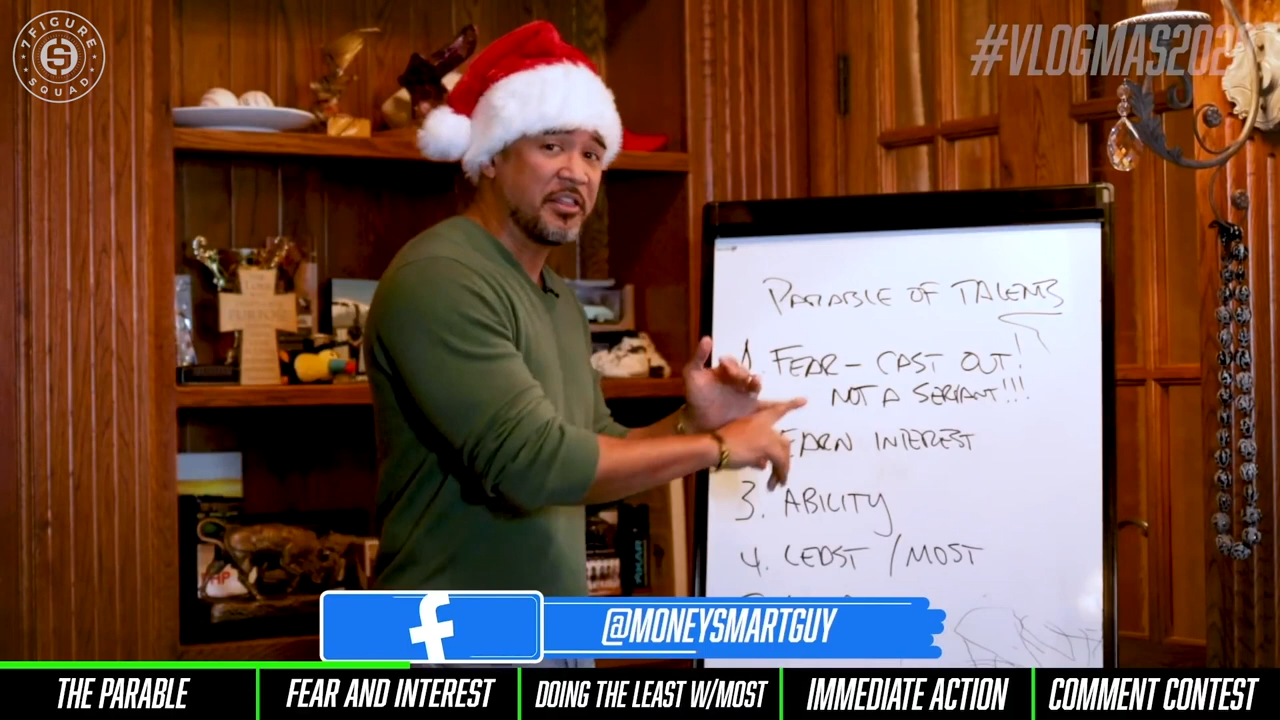 7FIGURE
SQUAD
#VLOGMAS202
PARABLE OF TALENTS
1. FEAR - CAST OUT!
NOT A SERVANT!!!
EARN INTEREST
3. ABILITY
4. LEAST / MOST
PURPOSE
@MONEYSMARTGUY
THE PARABLE
FEAR AND INTEREST
DOING THE LEAST W/MOST
IMMEDIATE ACTION
COMMENT CONTEST